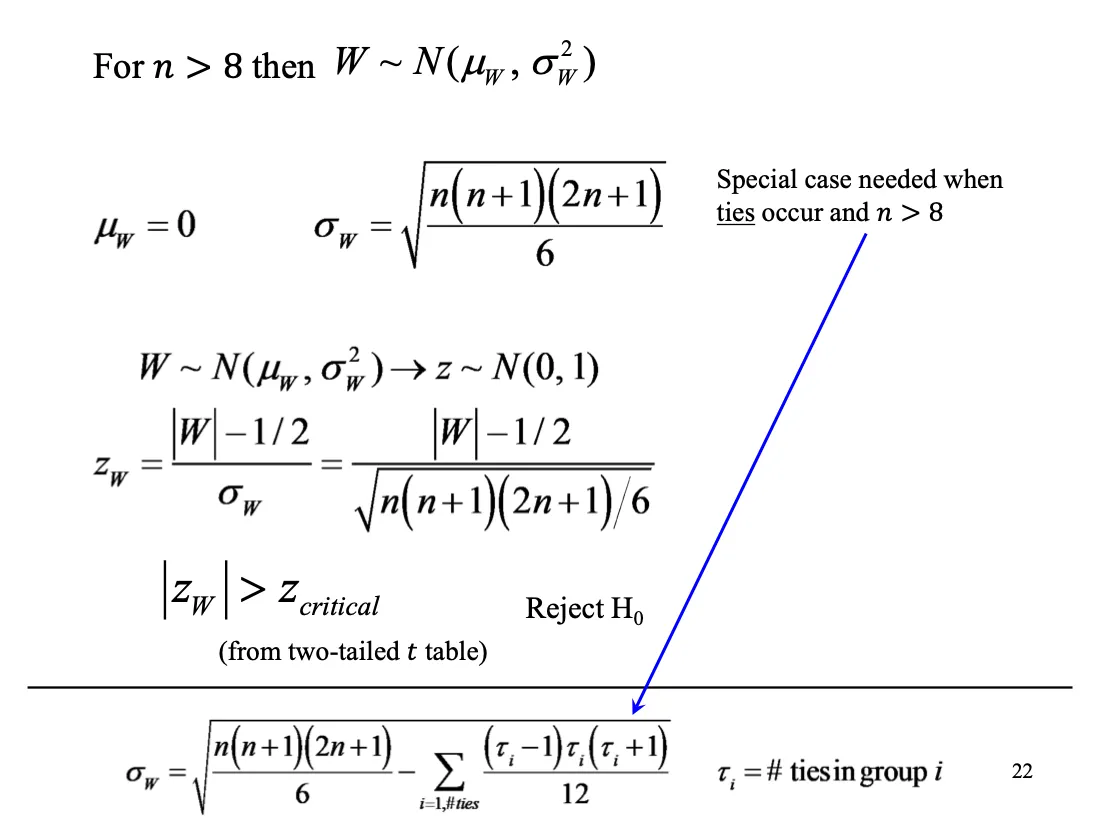 For n > 8 then W ~ N(μ_W, σ_W^2)
μ_W = 0
σ_W = √(n(n+1)(2n+1)/6)
Special case needed when
ties occur and n > 8
W ~ N(μ_W, σ_W^2) → z ~ N(0, 1)
z_W = (|W| − 1/2)/σ_W = (|W| − 1/2)/√(n(n+1)(2n+1)/6)
|z_W| > z_critical
Reject H₀
(from two-tailed t table)
σ_W = √(n(n+1)(2n+1)/6 − ∑_{i=1,#ties} (τ_i −1)τ_i(τ_i +1)/12)
τ_i = # ties in group i
22